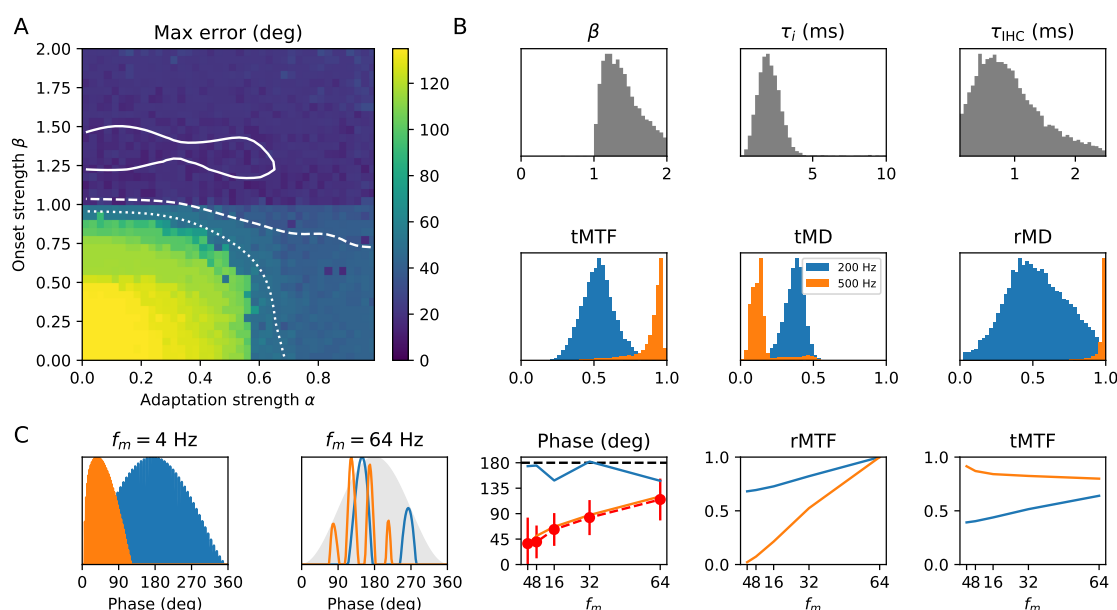 A
Max error (deg)
2.00
1.75
1.50
1.25
1.00
0.75
0.50
0.25
0.00
Onset strength β
0.0
0.2
0.4
0.6
0.8
Adaptation strength α
120
100
80
60
40
20
0
B
β
1
2
τi (ms)
5
10
τIHC (ms)
1
2
tMTF
0.0
0.5
1.0
tMD
200 Hz
500 Hz
0.0
0.5
1.0
rMD
0.0
0.5
1.0
C
fm = 4 Hz
0
90
180
270
360
Phase (deg)
fm = 64 Hz
0
90
180
270
360
Phase (deg)
Phase (deg)
180
135
90
45
0
4 8 16
32
64
fm
rMTF
1.0
0.5
0.0
4 8 16
32
64
fm
tMTF
1.0
0.5
0.0
4 8 16
32
64
fm